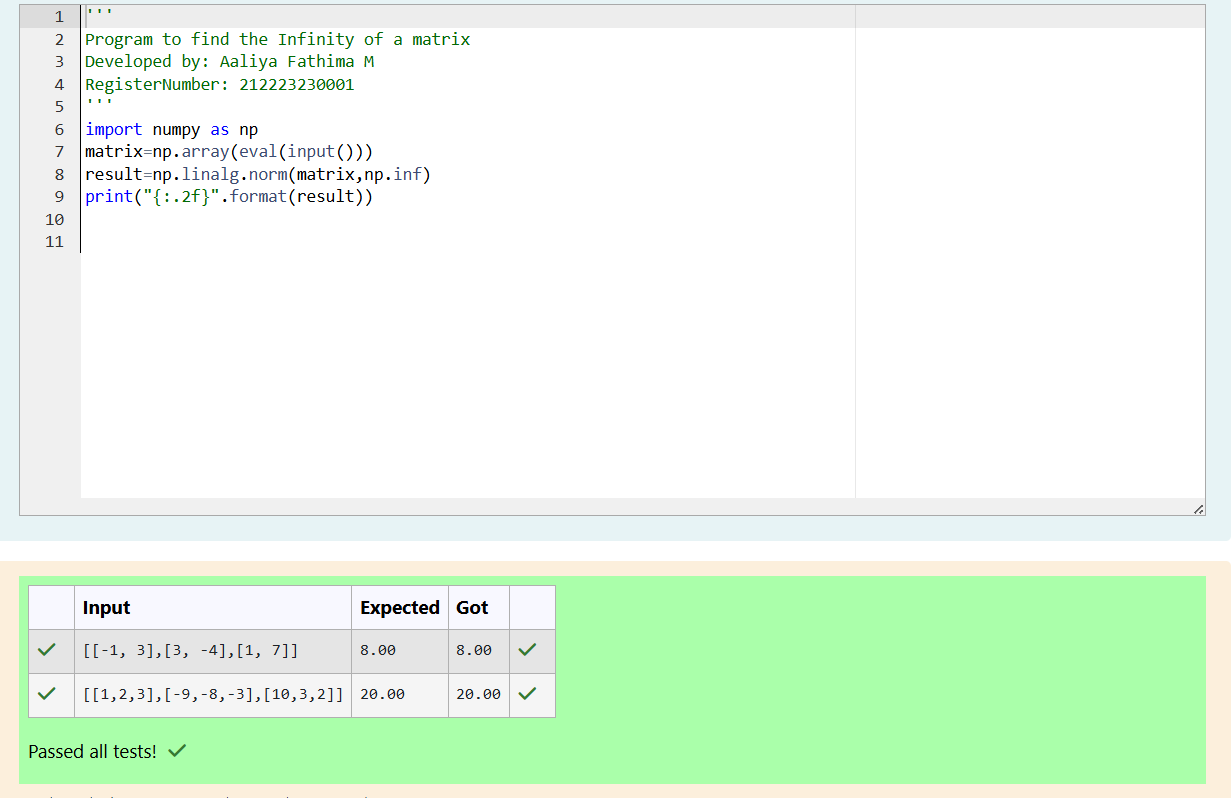 1 '''
2 Program to find the Infinity of a matrix
3 Developed by: Aaliya Fathima M
4 RegisterNumber: 212223230001
5 '''
6 import numpy as np
7 matrix=np.array(eval(input()))
8 result=np.linalg.norm(matrix,np.inf)
9 print("{:.2f}".format(result))
10
11
Input Expected Got
[[-1, 3],[3, -4],[1, 7]] 8.00 8.00
[[1,2,3],[-9,-8,-3],[10,3,2]] 20.00 20.00
Passed all tests!